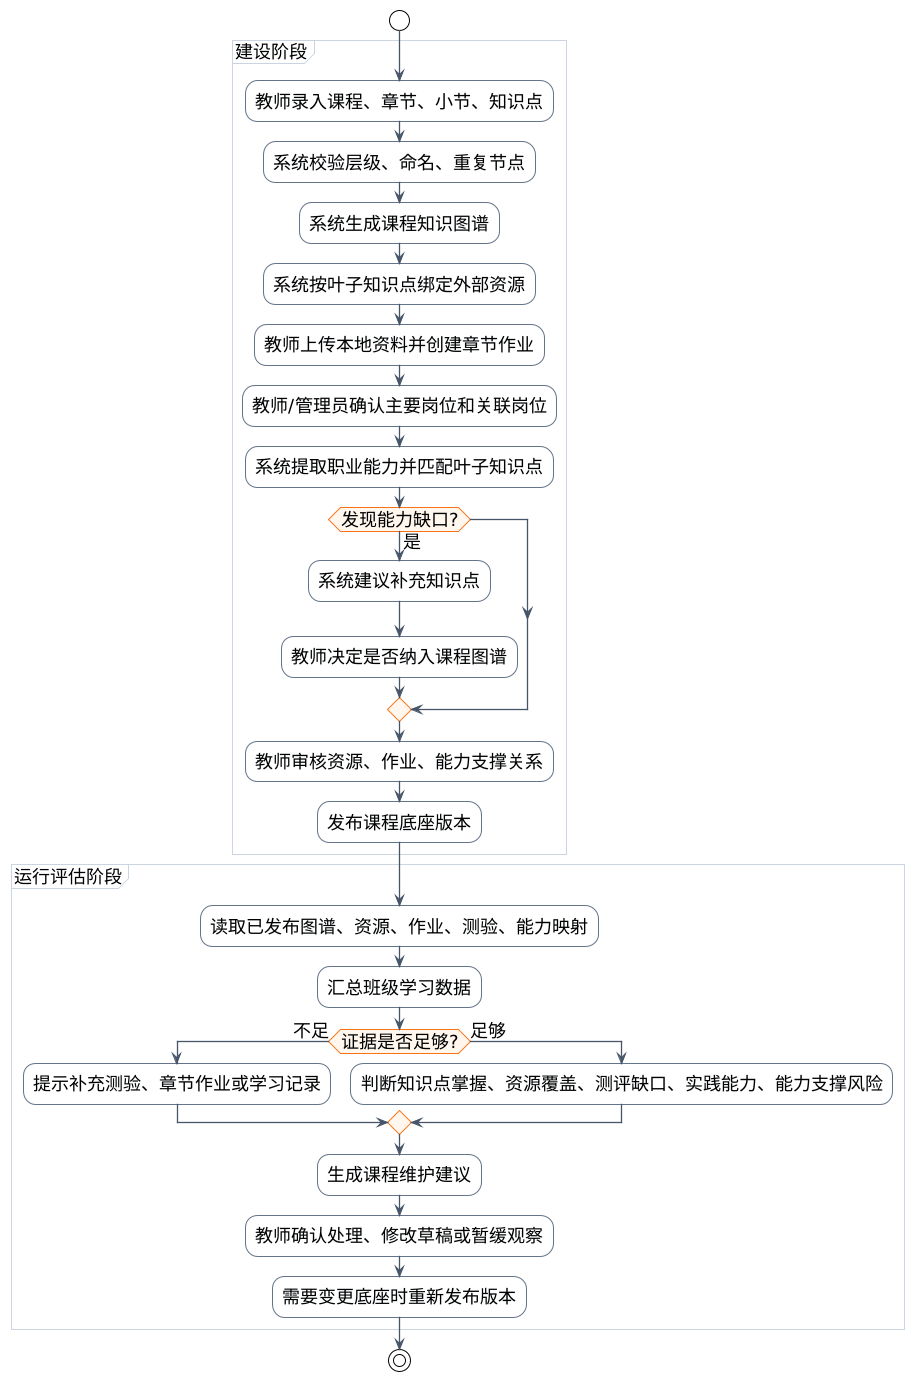 建设阶段
教师录入课程、章节、小节、知识点
系统校验层级、命名、重复节点
系统生成课程知识图谱
系统按叶子知识点绑定外部资源
教师上传本地资料并创建章节作业
教师/管理员确认主要岗位和关联岗位
系统提取职业能力并匹配叶子知识点
发现能力缺口?
是
系统建议补充知识点
教师决定是否纳入课程图谱
教师审核资源、作业、能力支撑关系
发布课程底座版本
运行评估阶段
读取已发布图谱、资源、作业、测验、能力映射
汇总班级学习数据
不足
证据是否足够?
足够
提示补充测验、章节作业或学习记录
判断知识点掌握、资源覆盖、测评缺口、实践能力、能力支撑风险
生成课程维护建议
教师确认处理、修改草稿或暂缓观察
需要变更底座时重新发布版本